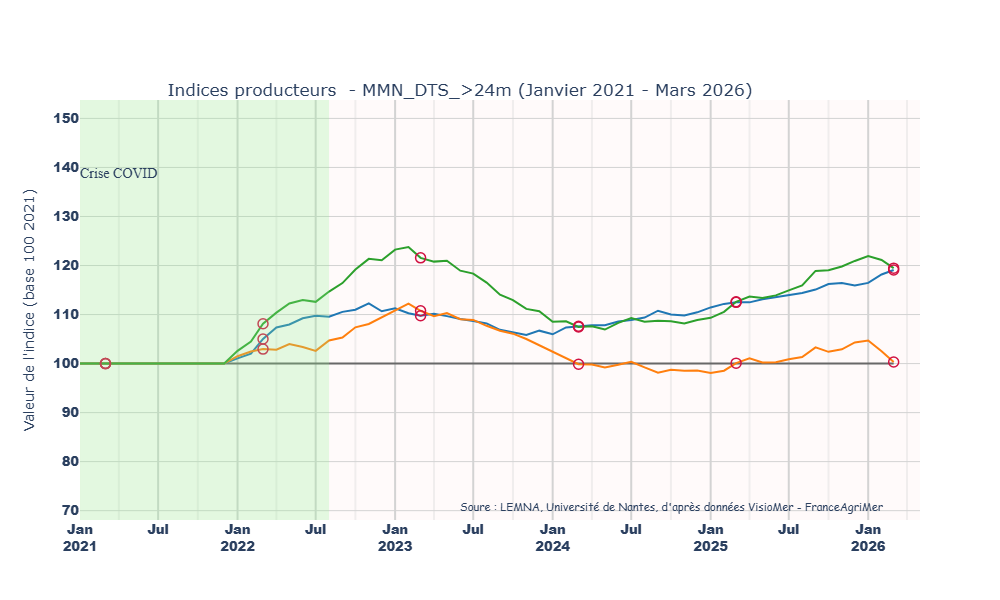 Indices producteurs  - MMN_DTS_>24m (Janvier 2021 - Mars 2026)
Valeur de l'indice (base 100 2021)
150
140
130
120
110
100
90
80
70
Crise COVID
Soure : LEMNA, Université de Nantes, d'après données VisioMer - FranceAgriMer
Jan
2021
Jul
Jan
2022
Jul
Jan
2023
Jul
Jan
2024
Jul
Jan
2025
Jul
Jan
2026